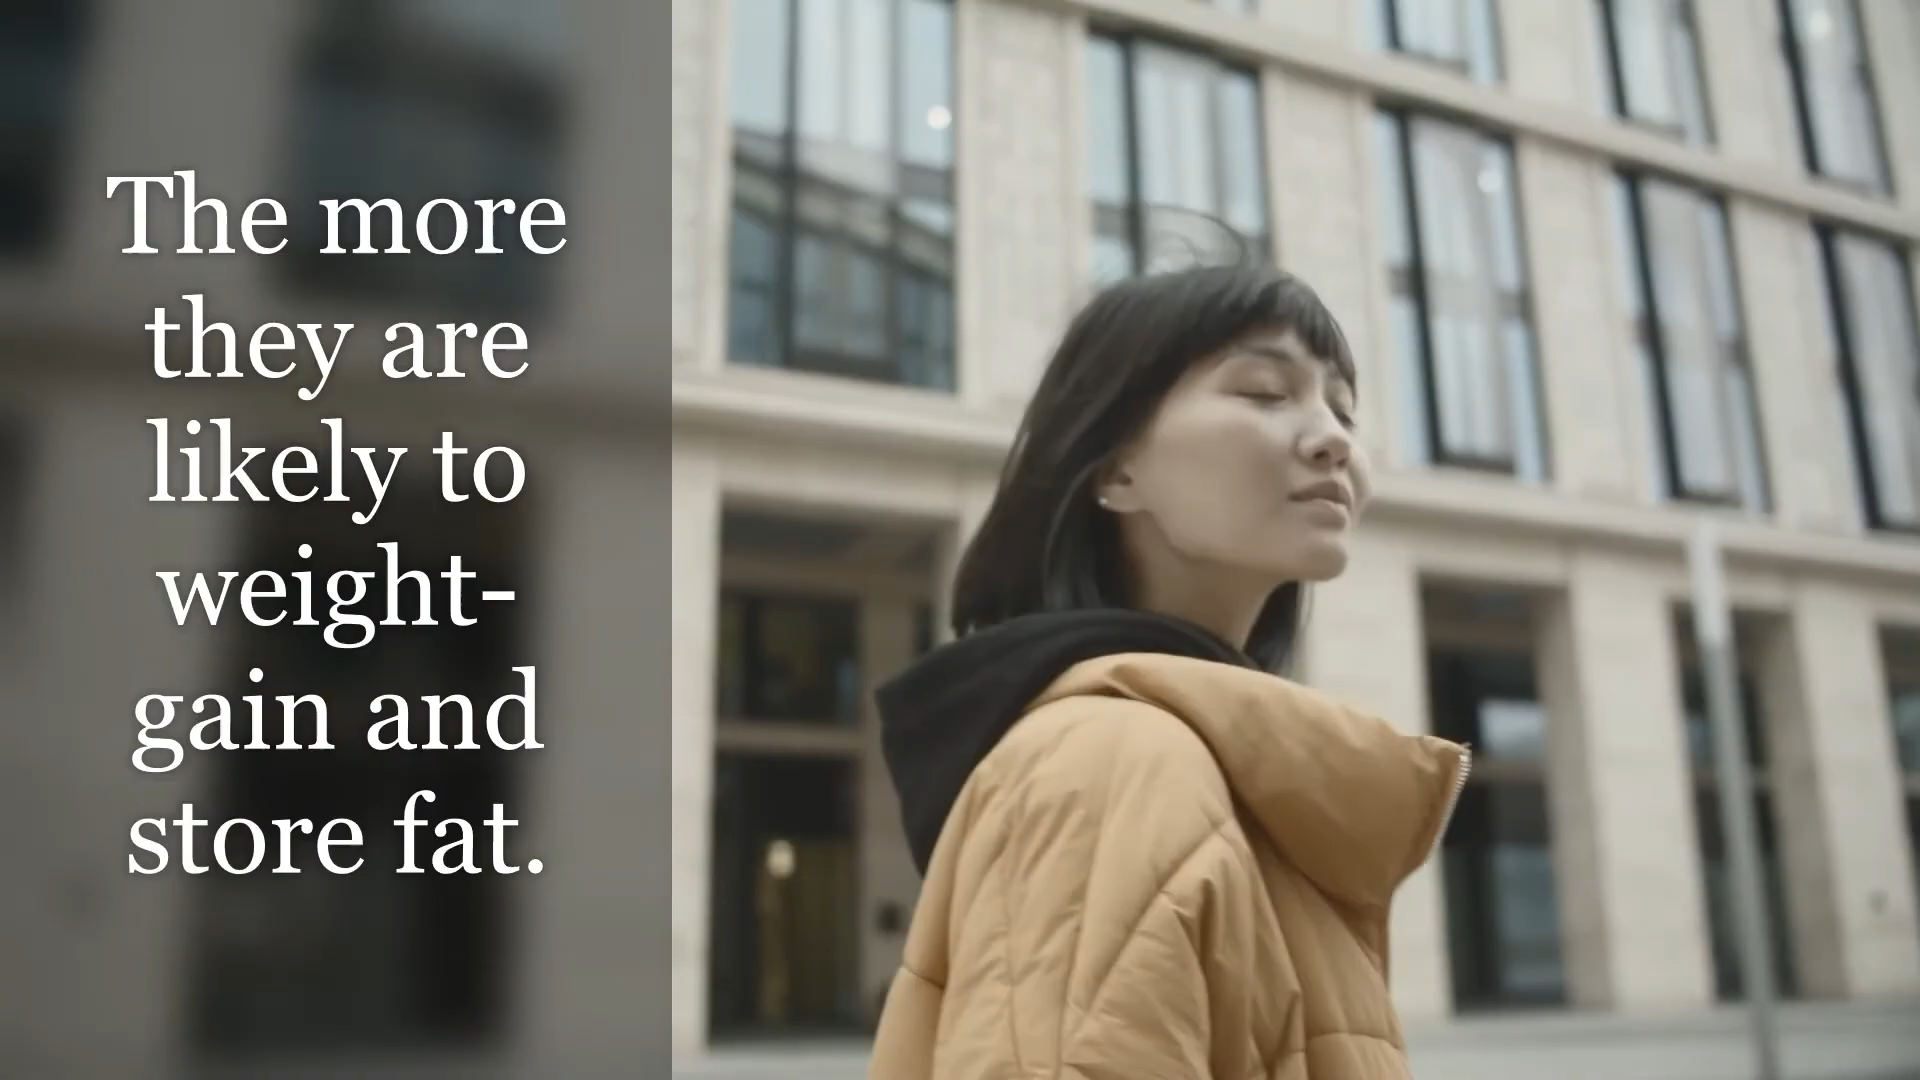 The more
they are
likely to
weight-
gain and
store fat.